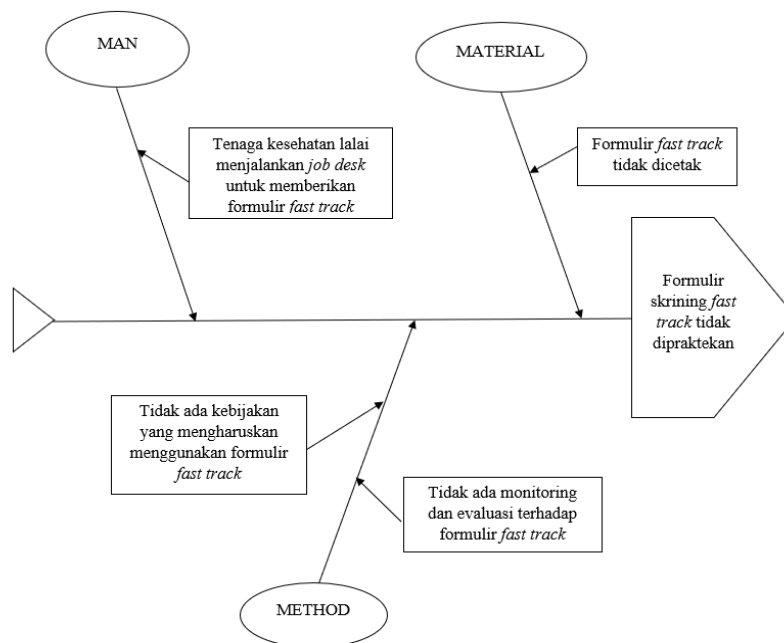 MAN
MATERIAL
Tenaga kesehatan lalai
menjalankan job desk
untuk memberikan
formulir fast track
Formulir fast track
tidak dicetak
Formulir
skrining fast
track tidak
dipraktekan
Tidak ada kebijakan
yang mengharuskan
menggunakan formulir
fast track
Tidak ada monitoring
dan evaluasi terhadap
formulir fast track
METHOD